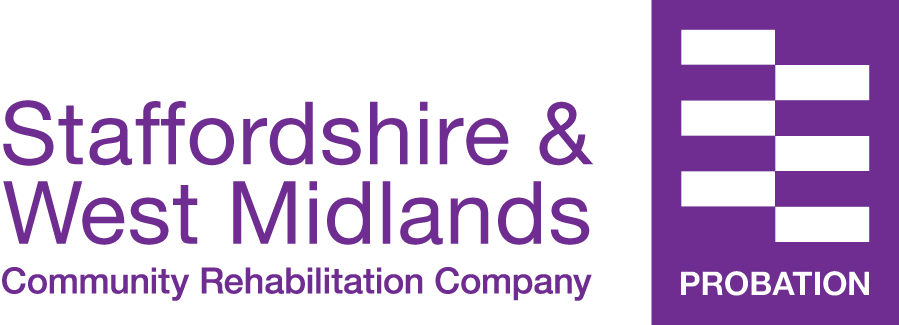 Staffordshire &
West Midlands
Community Rehabilitation Company
PROBATION